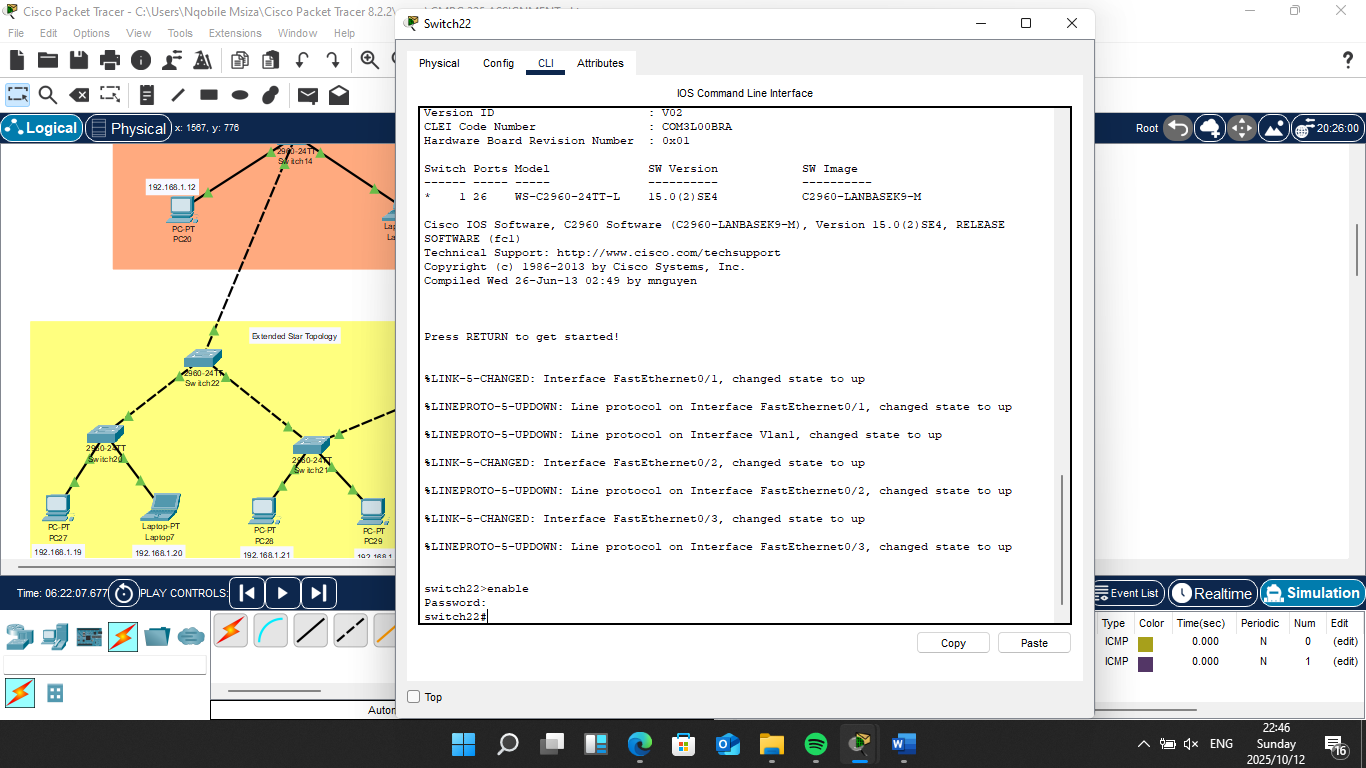 Cisco Packet Tracer - C:\Users\Nqobile Msiza\Cisco Packet Tracer 8.2.2\
File Edit Options View Tools Extensions Window Help
Switch22
Physical Config CLI Attributes
IOS Command Line Interface
Logical Physical x: 1567, y: 776
Root 20:26:00
Version ID : V02
CLEI Code Number : COM3L00BRA
Hardware Board Revision Number : 0x01
Switch Ports Model SW Version SW Image
------ ----- ----- ---------- ----------
* 1 26 WS-C2960-24TT-L 15.0(2)SE4 C2960-LANBASEK9-M
Cisco IOS Software, C2960 Software (C2960-LANBASEK9-M), Version 15.0(2)SE4, RELEASE
SOFTWARE (fc1)
Technical Support: http://www.cisco.com/techsupport
Copyright (c) 1986-2013 by Cisco Systems, Inc.
Compiled Wed 26-Jun-13 02:49 by mnguyen
Press RETURN to get started!
%LINK-5-CHANGED: Interface FastEthernet0/1, changed state to up
%LINEPROTO-5-UPDOWN: Line protocol on Interface FastEthernet0/1, changed state to up
%LINEPROTO-5-UPDOWN: Line protocol on Interface Vlan1, changed state to up
%LINK-5-CHANGED: Interface FastEthernet0/2, changed state to up
%LINEPROTO-5-UPDOWN: Line protocol on Interface FastEthernet0/2, changed state to up
%LINK-5-CHANGED: Interface FastEthernet0/3, changed state to up
%LINEPROTO-5-UPDOWN: Line protocol on Interface FastEthernet0/3, changed state to up
switch22>enable
Password:
switch22#
Copy Paste
Top
2960-24TT
Switch14
192.168.1.12
PC-PT
PC20
Extended Star Topology
2960-24TT
Switch22
2960-24TT
Switch20
2960-24TT
Switch21
PC-PT
PC27
Laptop-PT
Laptop7
PC-PT
PC28
PC-PT
PC29
192.168.1.19
192.168.1.20
192.168.1.21
Time: 06:22:07.677 PLAY CONTROLS:
Event List Realtime Simulation
Type Color Time(sec) Periodic Num Edit
ICMP 0.000 N 0 (edit)
ICMP 0.000 N 1 (edit)
ENG
22:46
Sunday
2025/10/12
16